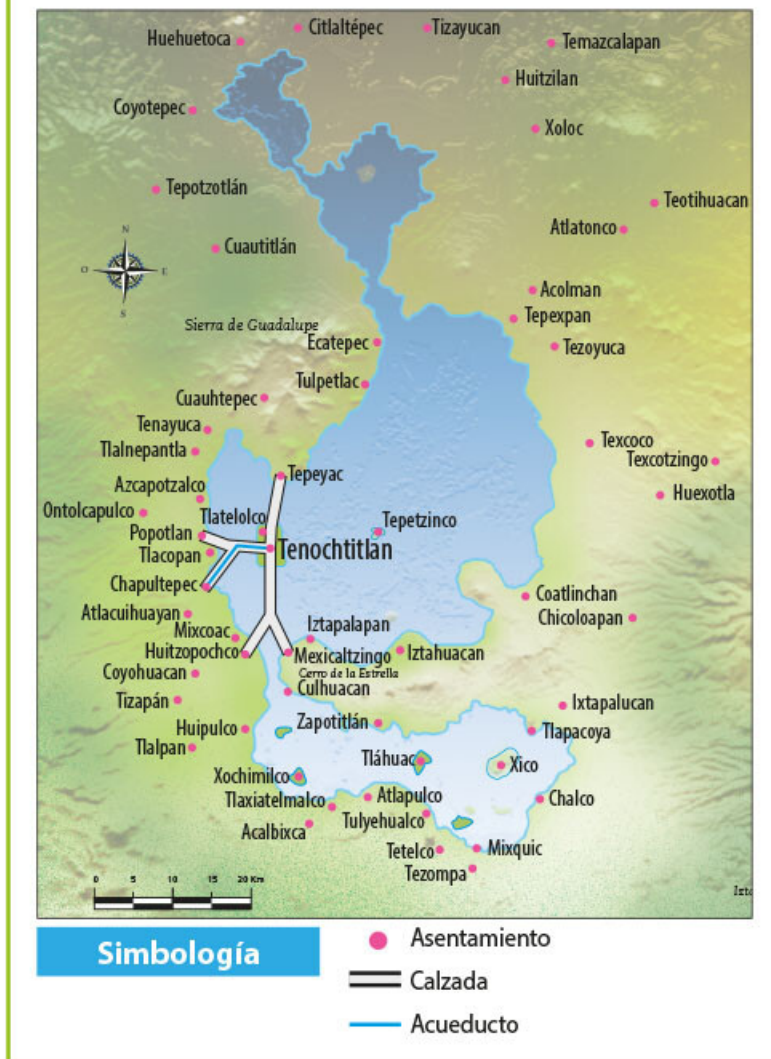 Citlaltépec
Tizayucan
Huehuetoca
Temazcalapan
Huitzilan
Coyotepec
Xoloc
Tepotzotlán
Teotihuacan
Atlatonco
N
Cuautitlán
O
E
S
Acolman
Tepexpan
Sierra de Guadalupe
Ecatepec
Tezoyuca
Tulpetlac
Cuauhtepec
Tenayuca
Tlalnepantla
Texcoco
Texcotzingo
Tepeyac
Azcapotzalco
Huexotla
Ontolcapulco
Tlatelolco
Tepetzinco
Popotlan
Tlacopan
Tenochtitlan
Chapultepec
Coatlinchan
Atlacuihuayan
Chicoloapan
Mixcoac
Iztapalapan
Huitzopochco
Mexicaltzingo
Iztahuacan
Coyohuacan
Cerro de la Estrella
Culhuacan
Tizapán
Ixtapalucan
Huipulco
Zapotitlán
Tlapacoya
Tlalpan
Tláhuac
Xico
Xochimilco
Tlaxiatelmalco
Atlapulco
Chalco
Acalbixca
Tulyehualco
Tetelco
Mixquic
Tezompa
0 5 10 15 20 Km
Simbología
Asentamiento
Calzada
Acueducto